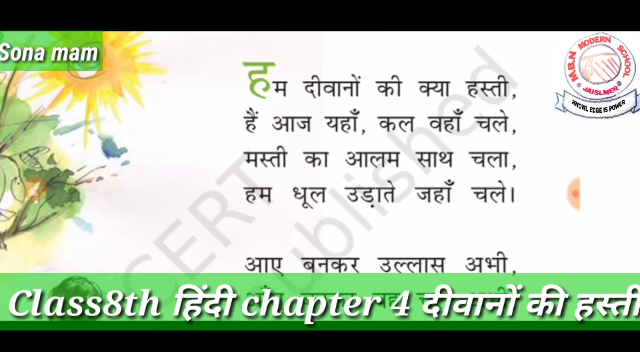 Sona mam
M.B.N MODERN SCHOOL
JAISLMER
KNOWLEDGE IS POWER
हम दीवानों की क्या हस्ती,
हैं आज यहाँ, कल वहाँ चले,
मस्ती का आलम साथ चला,
हम धूल उड़ाते जहाँ चले।
आए बनकर उल्लास अभी,
Class8th हिंदी chapter 4 दीवानों की हस्ती